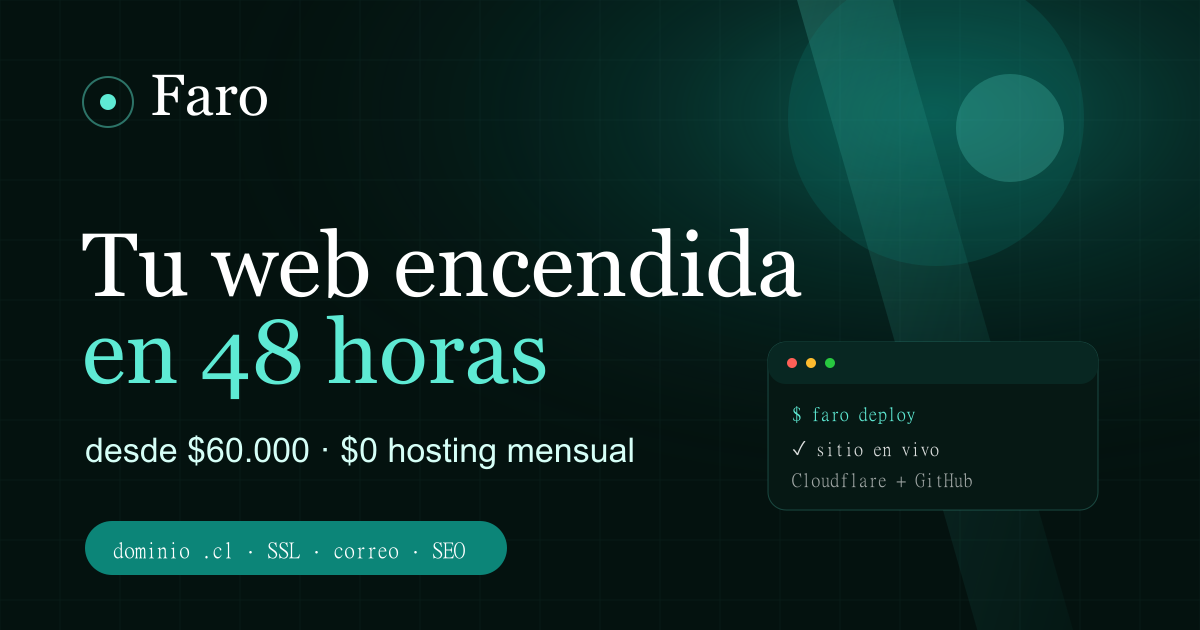 Faro
Tu web encendida
en 48 horas
desde $60.000 · $0 hosting mensual
dominio .cl · SSL · correo · SEO
$ faro deploy
✓ sitio en vivo
Cloudflare + GitHub